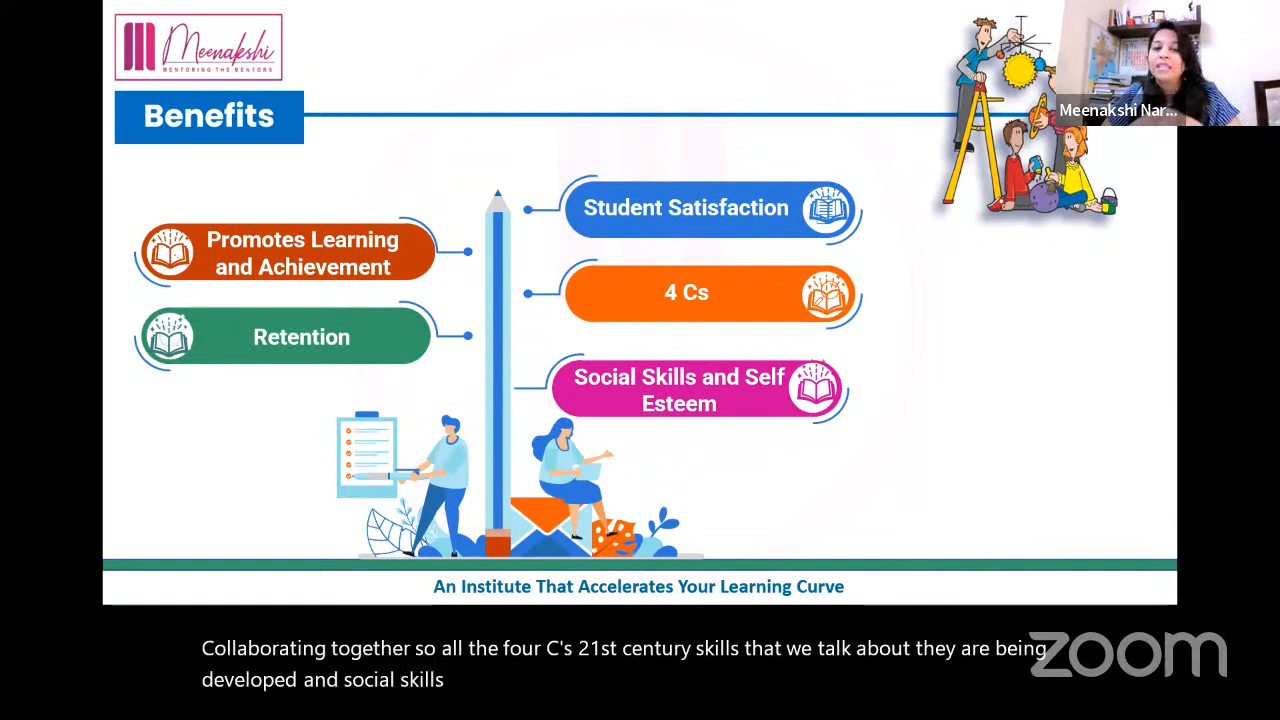 Meenakshi
MENTORING THE MENTORS
Benefits
Meenakshi Nar...
Student Satisfaction
Promotes Learning
and Achievement
4 Cs
Retention
Social Skills and Self
Esteem
An Institute That Accelerates Your Learning Curve
Collaborating together so all the four C's 21st century skills that we talk about they are being
developed and social skills
zoom